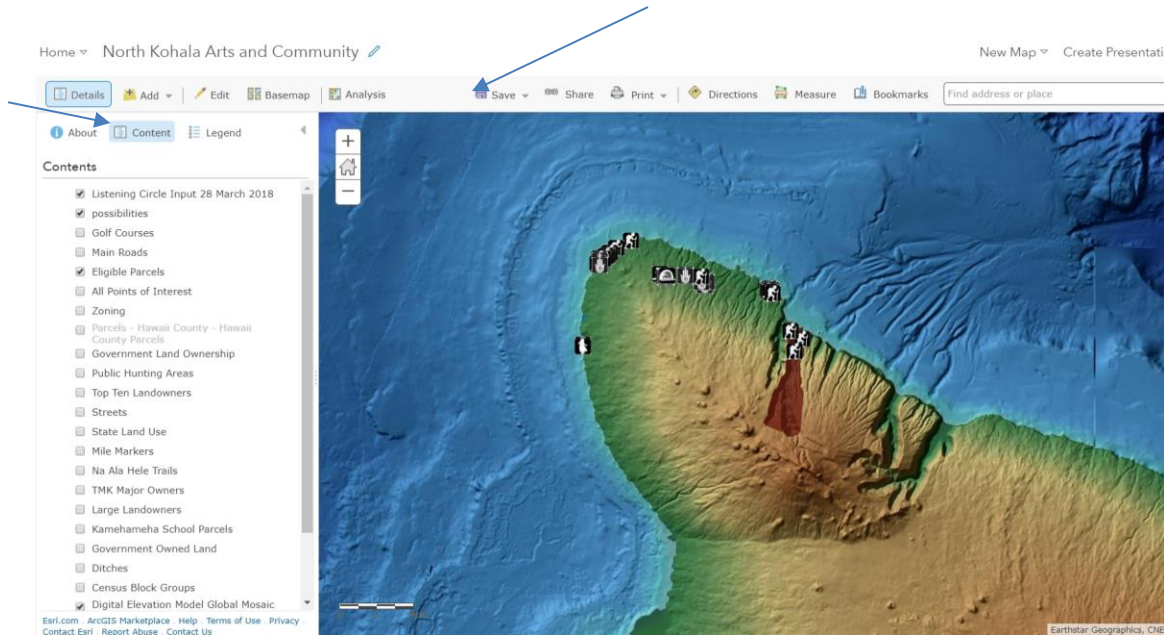 Home North Kohala Arts and Community New Map Create Presentati
Details Add Edit Basemap Analysis Save Share Print Directions Measure Bookmarks Find address or place
About Content Legend
Contents
Listening Circle Input 28 March 2018
possibilities
Golf Courses
Main Roads
Eligible Parcels
All Points of Interest
Zoning
Parcels - Hawaii County - Hawaii
County Parcels
Government Land Ownership
Public Hunting Areas
Top Ten Landowners
Streets
State Land Use
Mile Markers
Na Ala Hele Trails
TMK Major Owners
Large Landowners
Kamehameha School Parcels
Government Owned Land
Ditches
Census Block Groups
Digital Elevation Model Global Mosaic
Esri.com . ArcGIS Marketplace . Help . Terms of Use . Privacy .
Contact Esri . Report Abuse . Contact Us
Earthstar Geographics, CNE